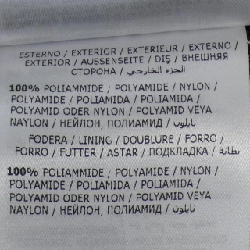 ESTERNO / EXTERIOR / EXTERIEUR / EXTERNO
/ EXTERIOR / AUSSENSEITE / DIŞ / ВНЕШНЯЯ
СТОРОНА / الجزء الخارجي /
100% POLIAMMIDE / POLYAMIDE / NYLON /
POLYAMIDE / POLIAMIDA / POLIAMIDA /
POLYAMID ODER NYLON / POLYAMID VEYA
NAYLON / НЕЙЛОН, ПОЛИАМИД / نايلون /
FODERA / LINING / DOUBLURE / FORRO
/ FORRO / FUTTER / ASTAR / ПОДКЛАДКА / بطانة
100% POLIAMMIDE / POLYAMIDE / NYLON /
POLYAMIDE / POLIAMIDA / POLIAMIDA /
POLYAMID ODER NYLON / POLYAMID VEYA
NAYLON / НЕЙЛОН, ПОЛИАМИД / نايلون /